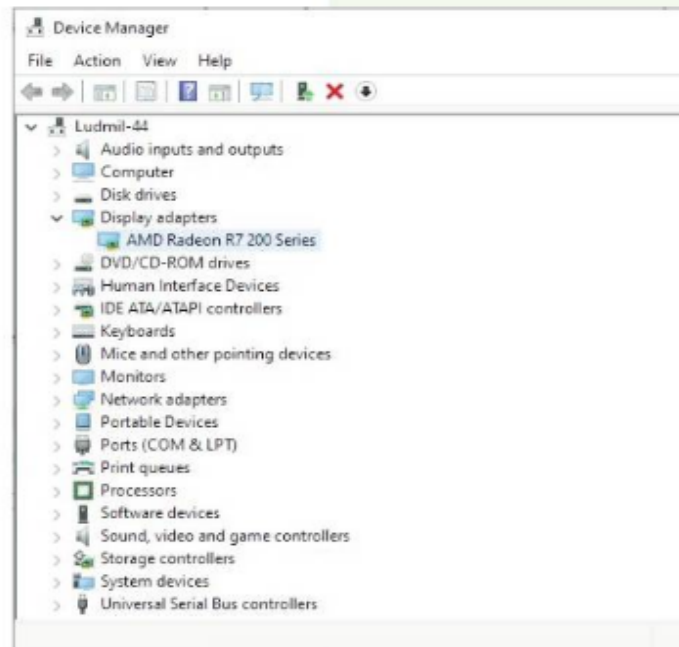 Device Manager
File Action View Help
Ludmil-44
Audio inputs and outputs
Computer
Disk drives
Display adapters
AMD Radeon R7 200 Series
DVD/CD-ROM drives
Human Interface Devices
IDE ATA/ATAPI controllers
Keyboards
Mice and other pointing devices
Monitors
Network adapters
Portable Devices
Ports (COM & LPT)
Print queues
Processors
Software devices
Sound, video and game controllers
Storage controllers
System devices
Universal Serial Bus controllers